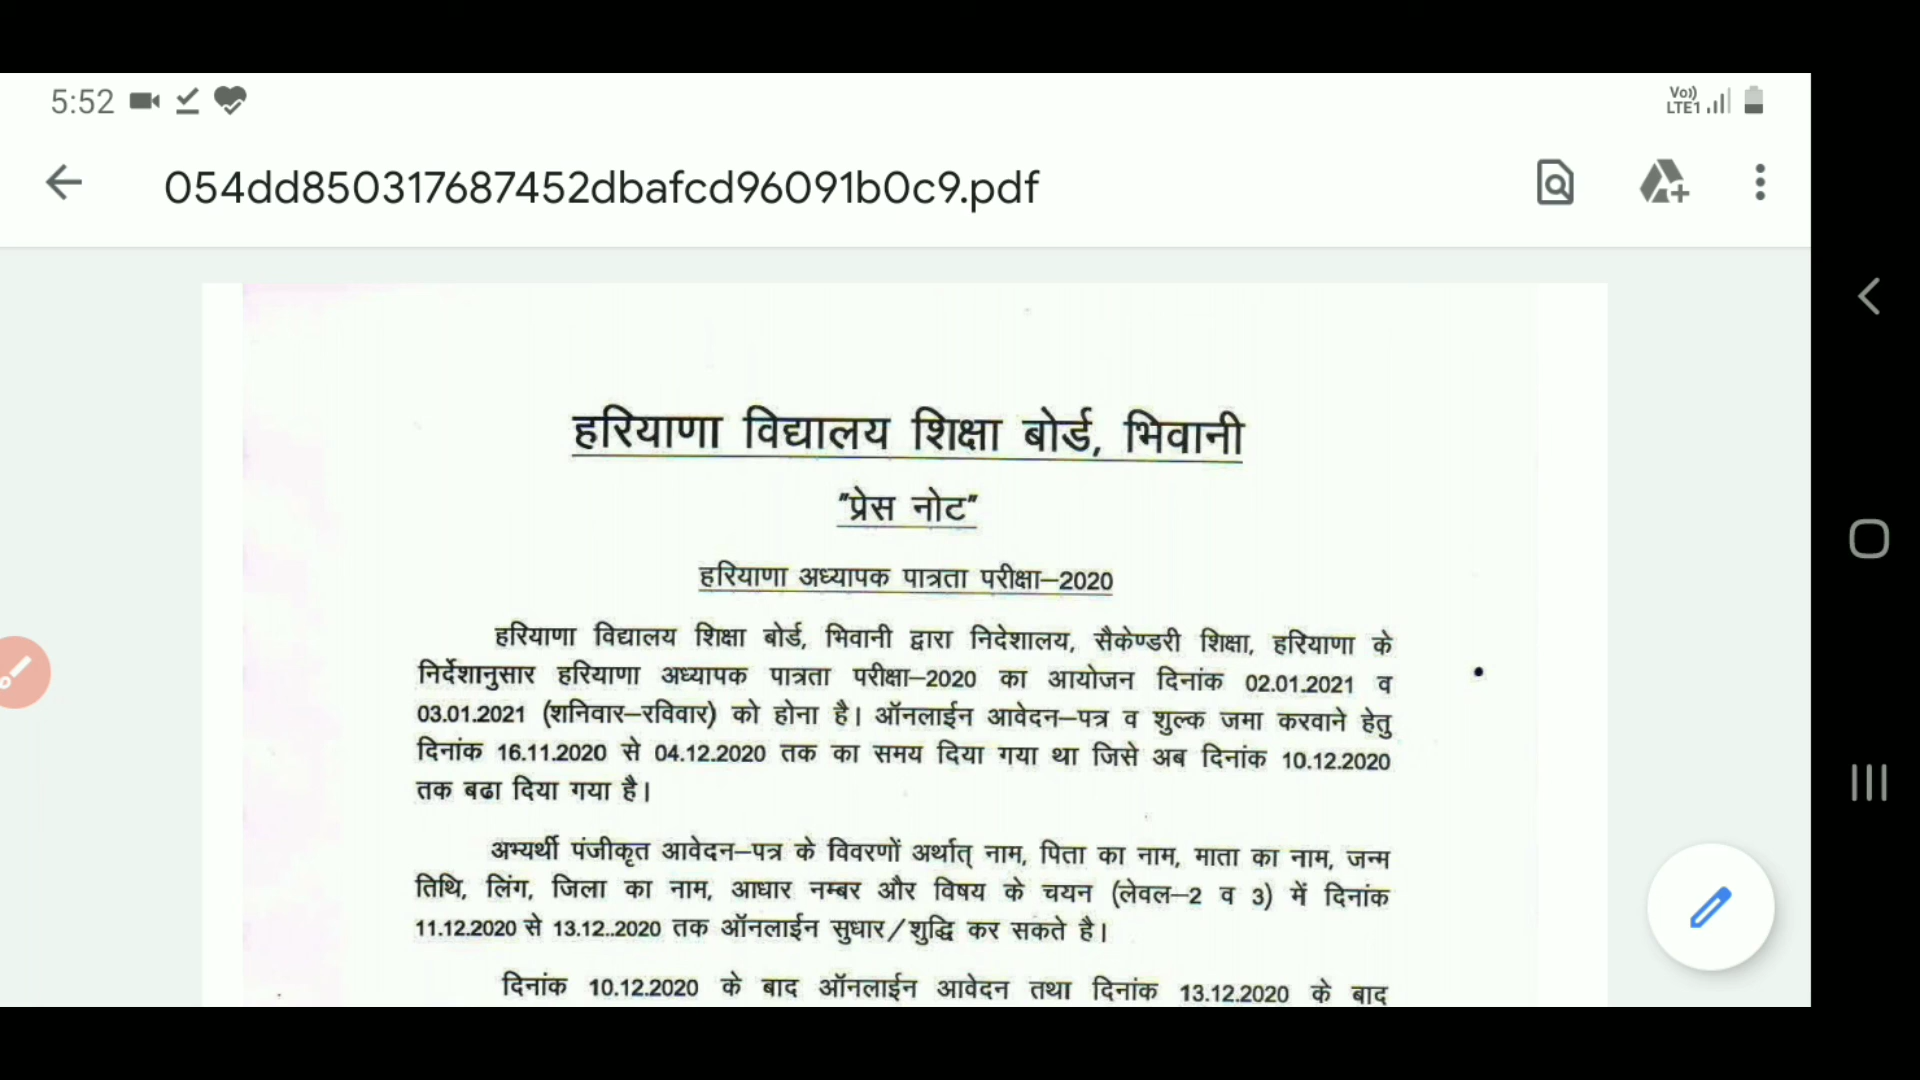 5:52
Vo))
LTE1
054dd850317687452dbafcd96091b0c9.pdf
हरियाणा विद्यालय शिक्षा बोर्ड, भिवानी
"प्रेस नोट"
हरियाणा अध्यापक पात्रता परीक्षा–2020
हरियाणा विद्यालय शिक्षा बोर्ड, भिवानी द्वारा निदेशालय, सैकेण्डरी शिक्षा, हरियाणा के
निर्देशानुसार हरियाणा अध्यापक पात्रता परीक्षा–2020 का आयोजन दिनांक 02.01.2021 व
03.01.2021 (शनिवार–रविवार) को होना है। ऑनलाईन आवेदन–पत्र व शुल्क जमा करवाने हेतु
दिनांक 16.11.2020 से 04.12.2020 तक का समय दिया गया था जिसे अब दिनांक 10.12.2020
तक बढा दिया गया है।
अभ्यर्थी पंजीकृत आवेदन–पत्र के विवरणों अर्थात् नाम, पिता का नाम, माता का नाम, जन्म
तिथि, लिंग, जिला का नाम, आधार नम्बर और विषय के चयन (लेवल–2 व 3) में दिनांक
11.12.2020 से 13.12..2020 तक ऑनलाईन सुधार/शुद्धि कर सकते है।
दिनांक 10.12.2020 के बाद ऑनलाईन आवेदन तथा दिनांक 13.12.2020 के बाद